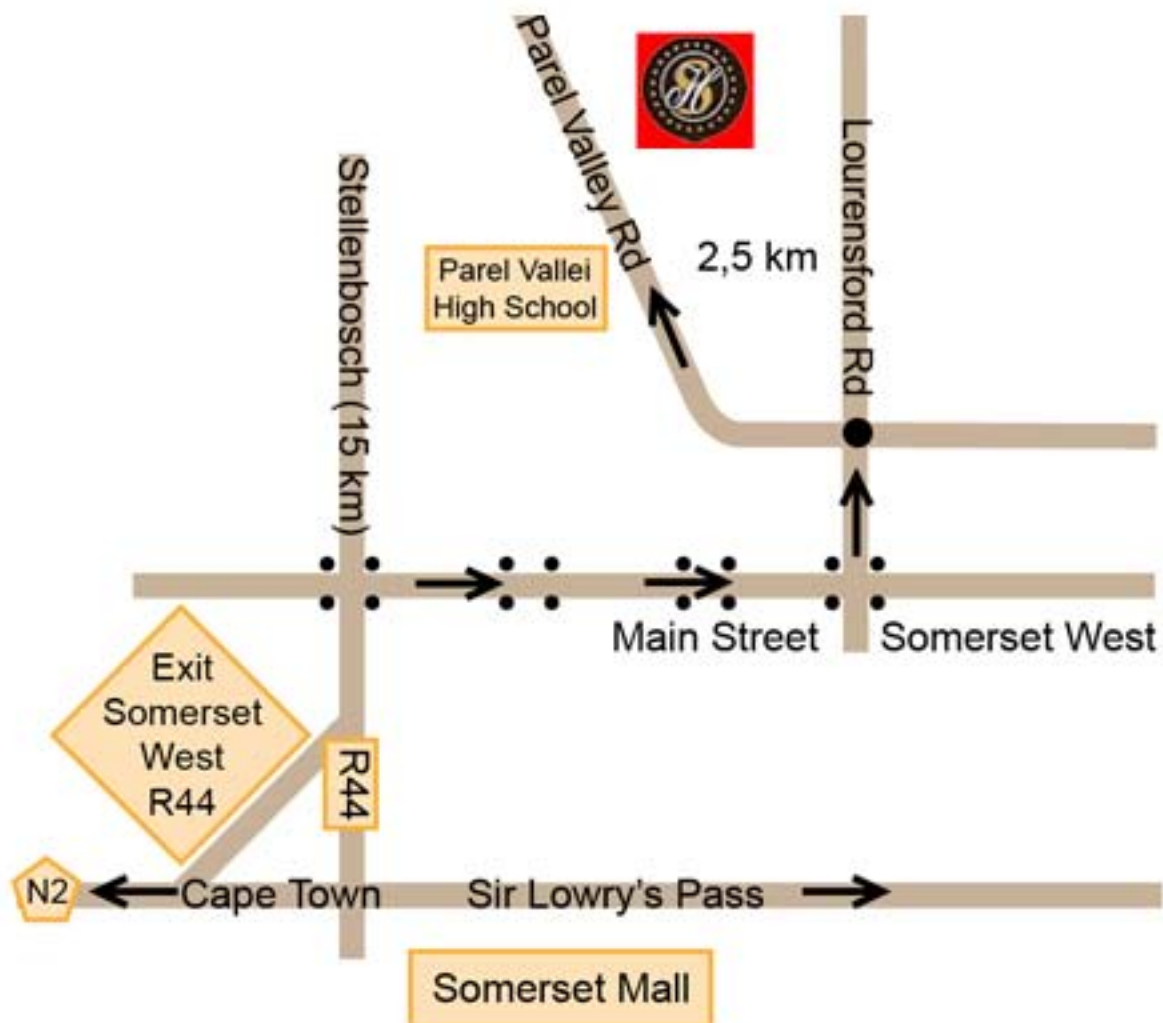 Parel Valley Rd
Lourensford Rd
Stellenbosch (15 km)
2,5 km
Parel Vallei
High School
Main Street
Somerset West
Exit
Somerset
West
R44
R44
N2
Cape Town
Sir Lowry's Pass
Somerset Mall